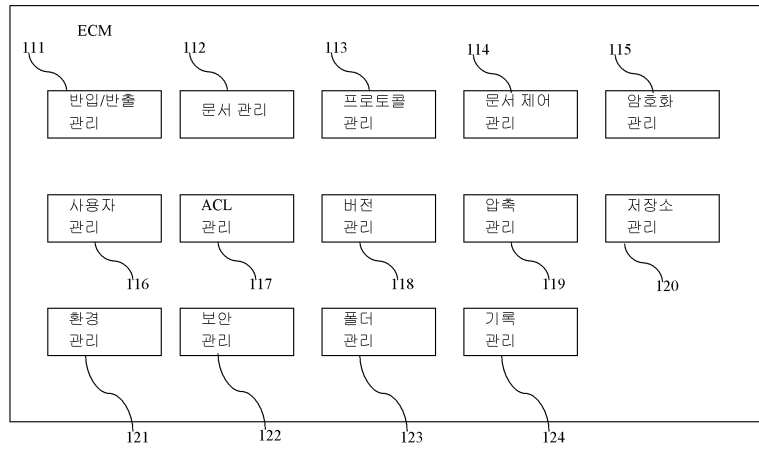 ECM
111
112
113
114
115
반입/반출
관리
문서 관리
프로토콜
관리
문서 제어
관리
암호화
관리
사용자
관리
ACL
관리
버전
관리
압축
관리
저장소
관리
116
117
118
119
120
환경
관리
보안
관리
폴더
관리
기록
관리
121
122
123
124